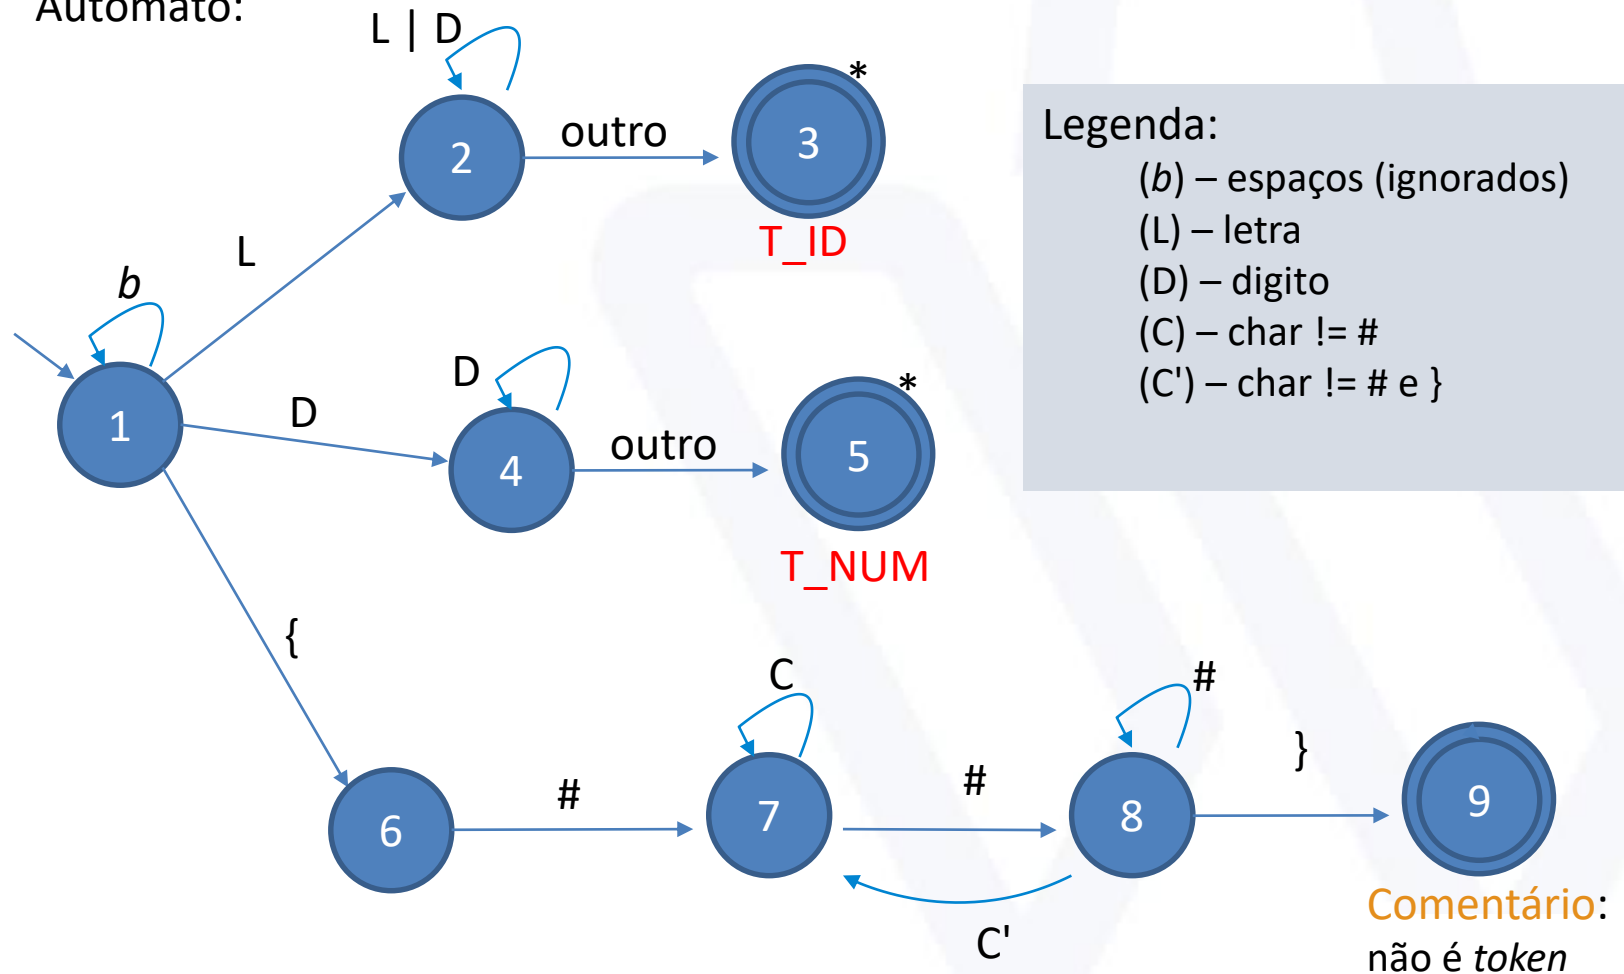 Autômato:
L | D
*
2
outro
3
T_ID
L
b
1
D
D
4
outro
*
5
T_NUM
{
6
#
C
7
#
#
8
}
9
C'
Comentário:
não é token
Legenda:
(b) – espaços (ignorados)
(L) – letra
(D) – digito
(C) – char != #
(C') – char != # e }